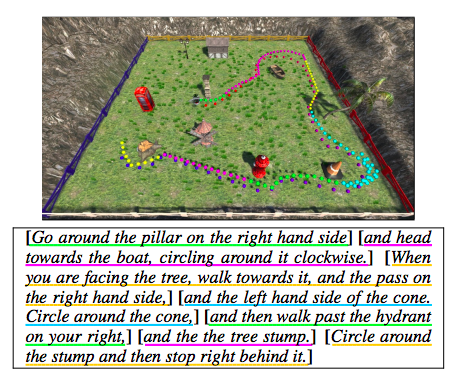 [Go around the pillar on the right hand side] [and head
towards the boat, circling around it clockwise.] [When
you are facing the tree, walk towards it, and the pass on
the right hand side,] [and the left hand side of the cone.
Circle around the cone,] [and then walk past the hydrant
on your right,] [and the the tree stump.] [Circle around
the stump and then stop right behind it.]